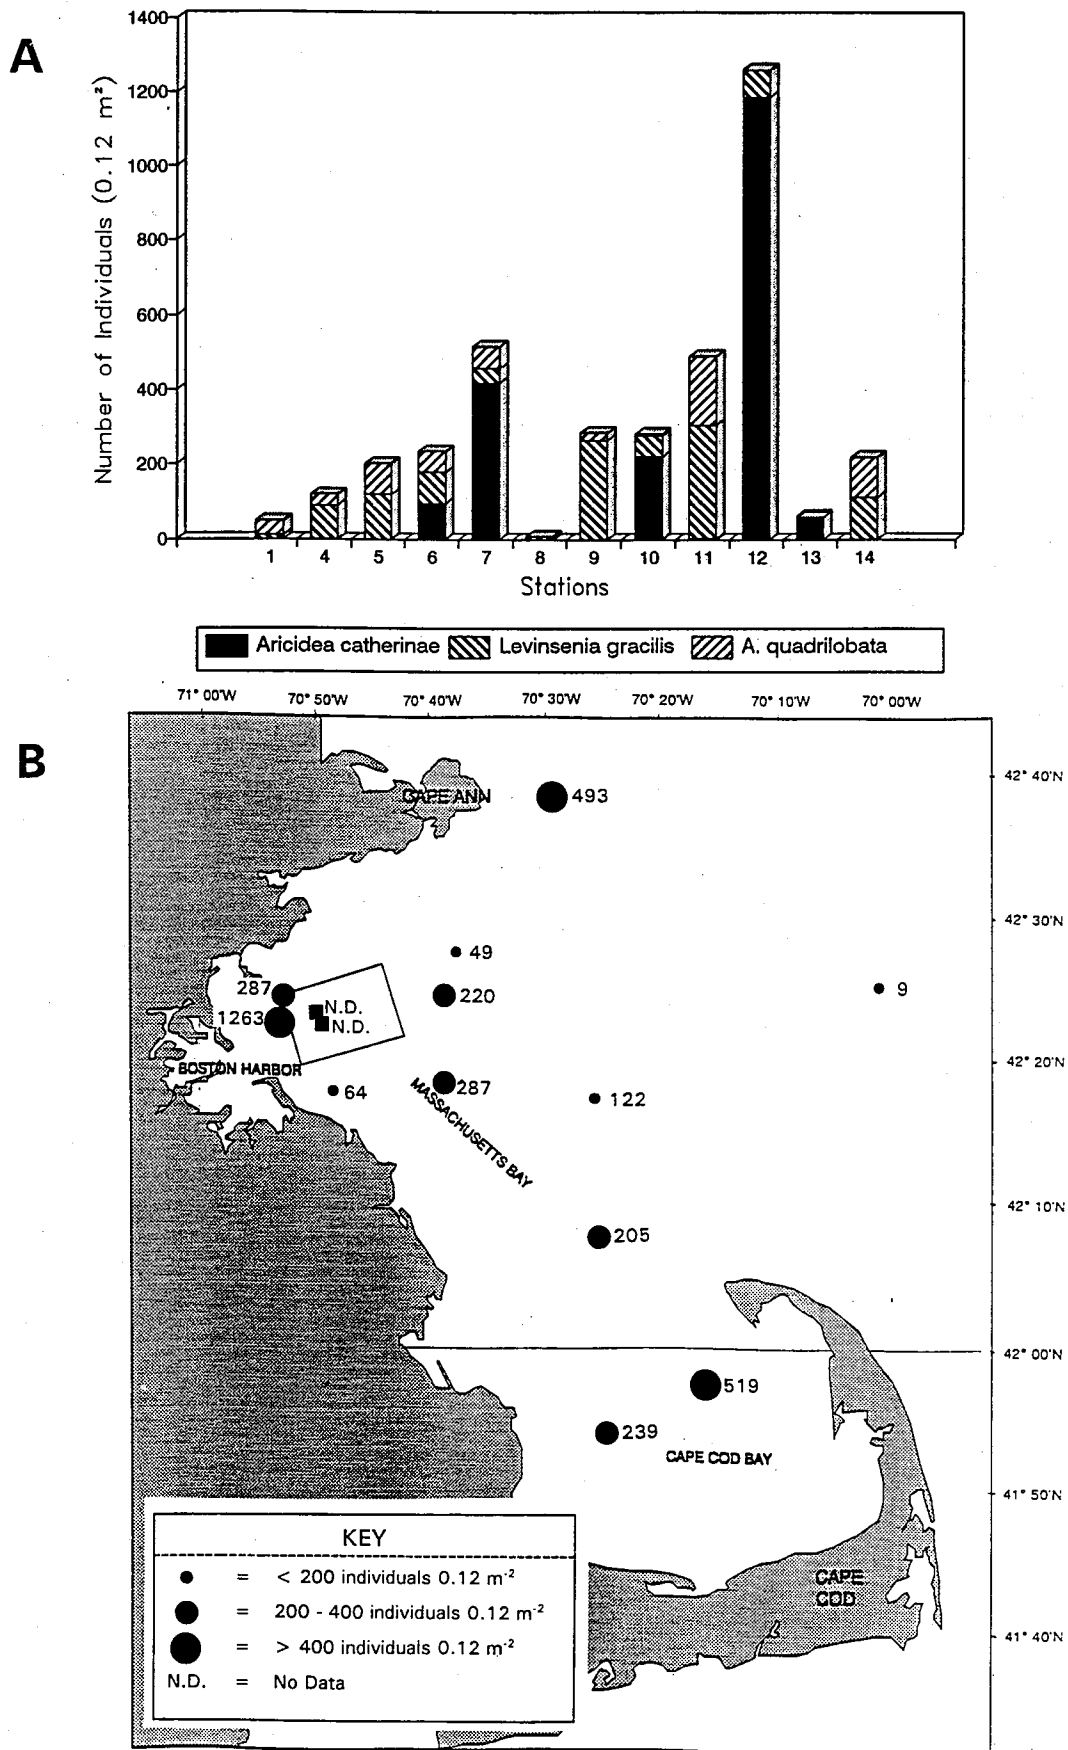 A
1400
1200
1000
800
600
400
200
0
Number of Individuals (0.12 m²)
1 4 5 6 7 8 9 10 11 12 13 14
Stations
Aricidea catherinae Levinsenia gracilis A. quadrilobata
B
71° 00'W 70° 50'W 70° 40'W 70° 30'W 70° 20'W 70° 10'W 70° 00'W
42° 40'N
CAPE ANN
493
42° 30'N
49
287
220
9
N.D.
1263
N.D.
42° 20'N
BOSTON HARBOR
64
287
122
MASSACHUSETTS BAY
42° 10'N
205
42° 00'N
519
239
CAPE COD BAY
41° 50'N
KEY
= < 200 individuals 0.12 m⁻²
= 200 - 400 individuals 0.12 m⁻²
= > 400 individuals 0.12 m⁻²
N.D. = No Data
CAPE
COD
41° 40'N